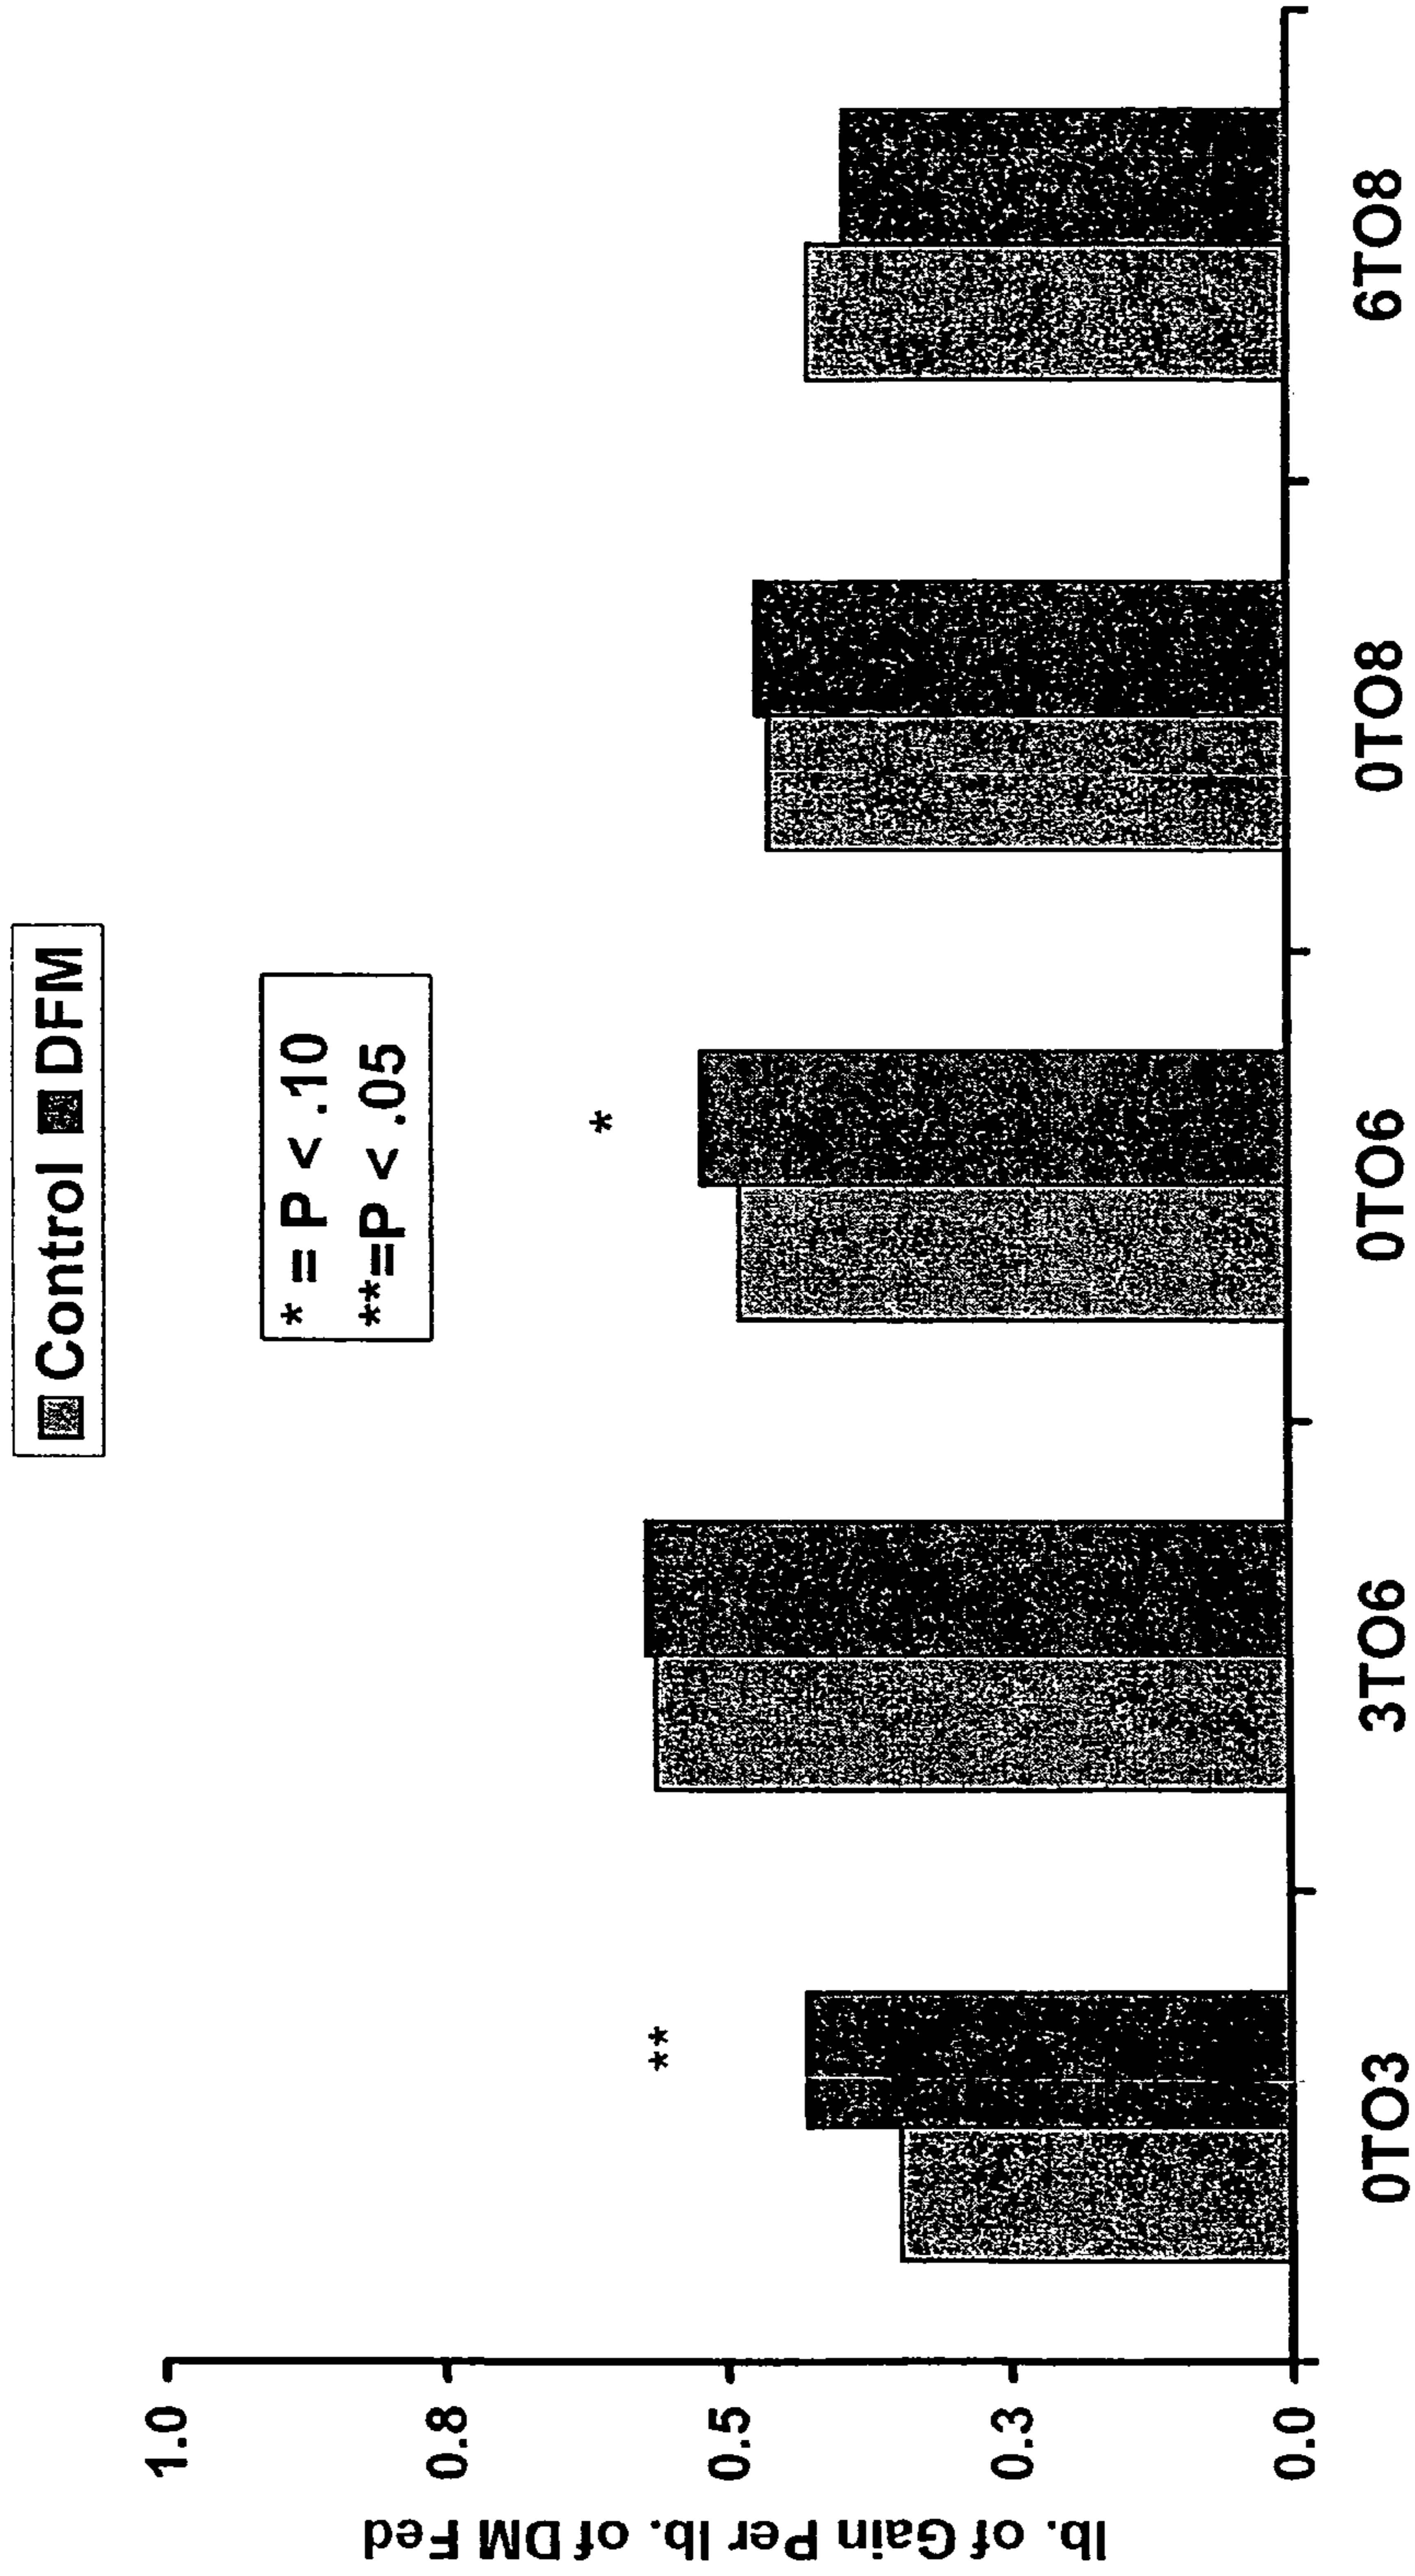 Control DFM
* = P < .10
**=P < .05
lb. of Gain Per lb. of DM Fed
1.0
0.8
0.5
0.3
0.0
**
*
0TO3 3TO6 0TO6 0TO8 6TO8